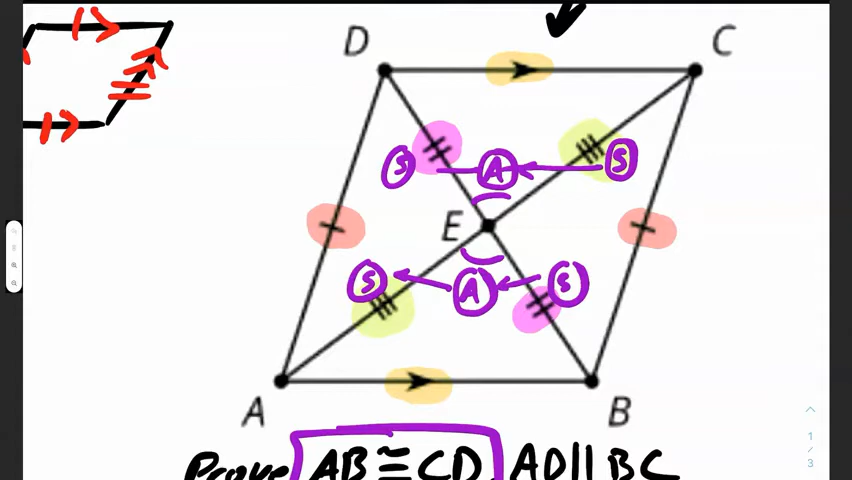 D C
S A S
E
S A S
A B
Prove AB ≅ CD AD || BC
1
/
3